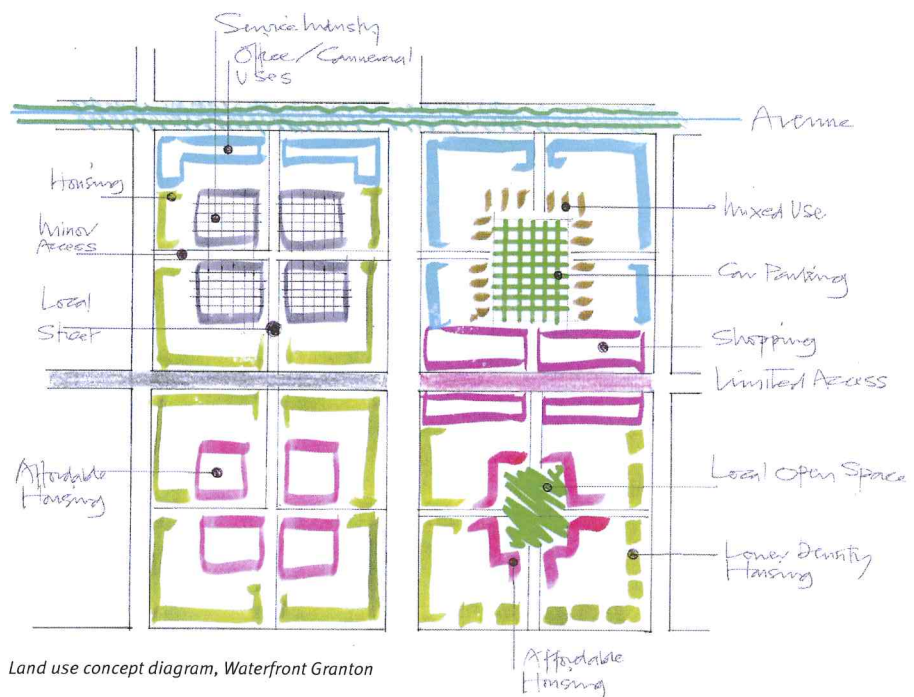 Service Industry
Office/Commercial
Uses
Avenue
Housing
Minor
Access
Local
Street
Mixed Use
Car Parking
Shopping
Limited Access
Affordable
Housing
Local Open Space
Lower Density
Housing
Affordable
Housing
Land use concept diagram, Waterfront Granton